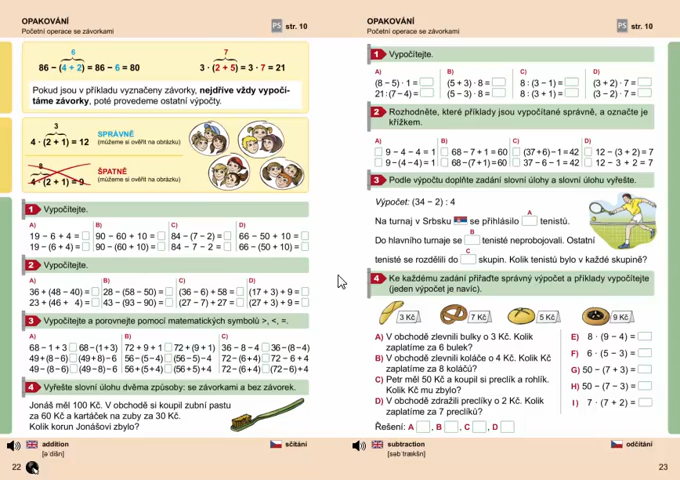 OPAKOVÁNÍ
Početní operace se závorkami
PS str. 10
6
86 – (4 + 2) = 86 – 6 = 80
7
3 · (2 + 5) = 3 · 7 = 21
Pokud jsou v příkladu vyznačeny závorky, nejdříve vždy vypočí-
táme závorky, poté provedeme ostatní výpočty.
3
4 · (2 + 1) = 12
SPRÁVNĚ
(můžeme si ověřit na obrázku)
8
4 · (2 + 1) = 9
ŠPATNĚ
(můžeme si ověřit na obrázku)
1 Vypočítejte.
A) B) C) D)
19 – 6 + 4 = 90 – 60 + 10 = 84 – (7 – 2) = 66 – 50 + 10) =
19 – (6 + 4) = 90 – (60 + 10) = 84 – 7 – 2 = 66 – (50 + 10) =
2 Vypočítejte.
A) B) C) D)
36 + (48 – 40) = 28 – (58 – 50) = (36 – 6) + 58 = (17 + 3) + 9 =
23 + (46 + 4) = 43 – (93 – 90) = (27 – 7) + 27 = (27 + 3) + 9 =
3 Vypočítejte a porovnejte pomocí matematických symbolů >, <, =.
A) B) C)
68 – 1 + 3 68 – (1 + 3) 72 + 9 + 1 72 + (9 + 1) 36 – 8 – 4 36 – (8 – 4)
49 + (8 – 6) (49 + 8) – 6 56 – (5 – 4) (56 – 5) – 4 72 – (6 + 4) 72 – 6 + 4
49 – (8 – 6) (49 – 8) – 6 56 + (5 + 4) (56 + 5) + 4 72 – (6 + 4) (72 – 6) + 4
4 Vyřešte slovní úlohu dvěma způsoby: se závorkami a bez závorek.
Jonáš měl 100 Kč. V obchodě si koupil zubní pastu
za 60 Kč a kartáček na zuby za 30 Kč.
Kolik korun Jonášovi zbylo?
addition
[əˈdišn]
sčítání
22
OPAKOVÁNÍ
Početní operace se závorkami
PS str. 10
1 Vypočítejte.
A) B) C) D)
(8 – 5) · 1 = (5 + 3) · 8 = 8 : (3 – 1) = (3 + 2) · 7 =
21 : (7 – 4) = (5 – 3) · 8 = 8 : (3 + 1) = (3 – 2) · 7 =
2 Rozhodněte, které příklady jsou vypočítané správně, a označte je
křížkem.
A) B) C) D)
9 – 4 – 4 = 1 68 – 7 + 1 = 60 (37 + 6) – 1 = 42 12 – (3 + 2) = 7
9 – (4 – 4) = 1 68 – (7 + 1) = 60 37 – 6 – 1 = 42 12 – 3 + 2 = 7
3 Podle výpočtu doplňte zadání slovní úlohy a slovní úlohu vyřešte.
Výpočet: (34 – 2) : 4
Na turnaj v Srbsku se přihlásilo A tenistů.
Do hlavního turnaje se B tenisté neprobojovali. Ostatní
tenisté se rozdělili do C skupin. Kolik tenistů bylo v každé skupině?
4 Ke každému zadání přiřaďte správný výpočet a příklady vypočítejte
(jeden výpočet je navíc).
3 Kč 7 Kč 5 Kč 9 Kč
A) V obchodě zlevnili bulky o 3 Kč. Kolik
zaplatíme za 6 bulek?
B) V obchodě zlevnili koláče o 4 Kč. Kolik Kč
zaplatíme za 8 koláčů?
C) Petr měl 50 Kč a koupil si preclík a rohlík.
Kolik Kč mu zbylo?
D) V obchodě zdražili preclíky o 2 Kč. Kolik
zaplatíme za 7 preclíků?
E) 8 · (9 – 4) =
F) 6 · (5 – 3) =
G) 50 – (7 + 3) =
H) 50 – (7 – 3) =
I) 7 · (7 + 2) =
Řešení: A , B , C , D
subtraction
[səbˈtrækšn]
odčítání
23